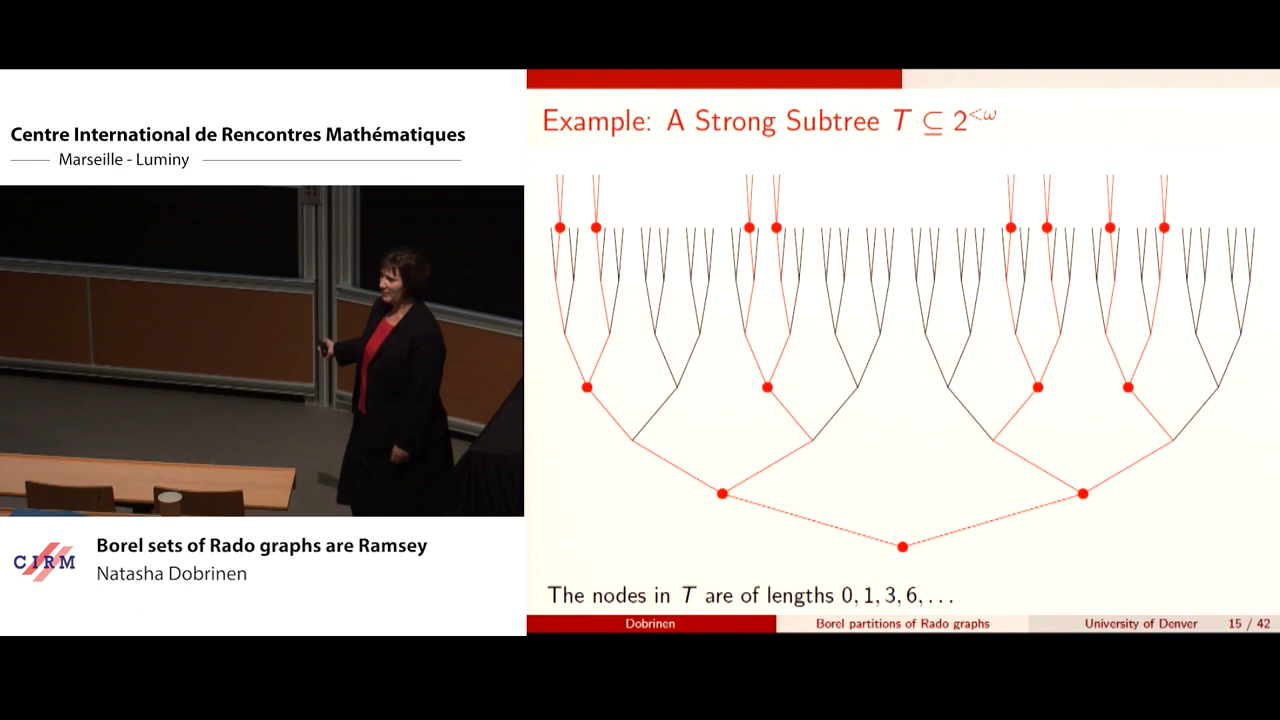 Centre International de Rencontres Mathématiques
Marseille - Luminy
CIRM
Borel sets of Rado graphs are Ramsey
Natasha Dobrinen
Example: A Strong Subtree T ⊆ 2^{<ω}
The nodes in T are of lengths 0, 1, 3, 6, . . .
Dobrinen
Borel partitions of Rado graphs
University of Denver
15 / 42